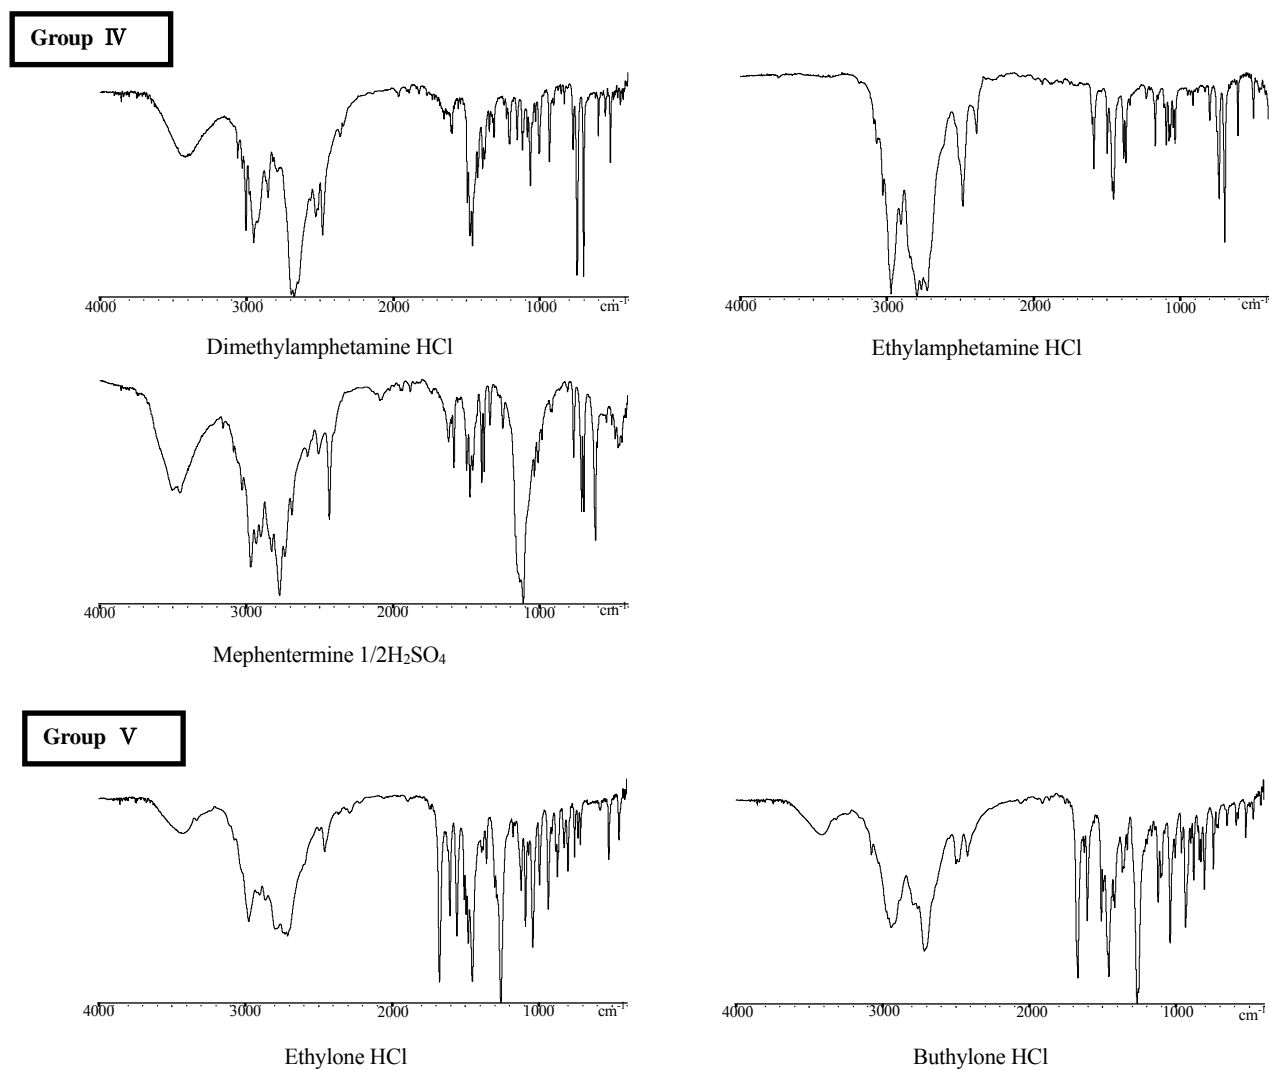 Group Ⅳ
4000 3000 2000 1000 cm-1
Dimethylamphetamine HCl
4000 3000 2000 1000 cm-1
Ethylamphetamine HCl
4000 3000 2000 1000 cm-1
Mephentermine 1/2H2SO4
Group Ⅴ
4000 3000 2000 1000 cm-1
Ethylone HCl
4000 3000 2000 1000 cm-1
Buthylone HCl